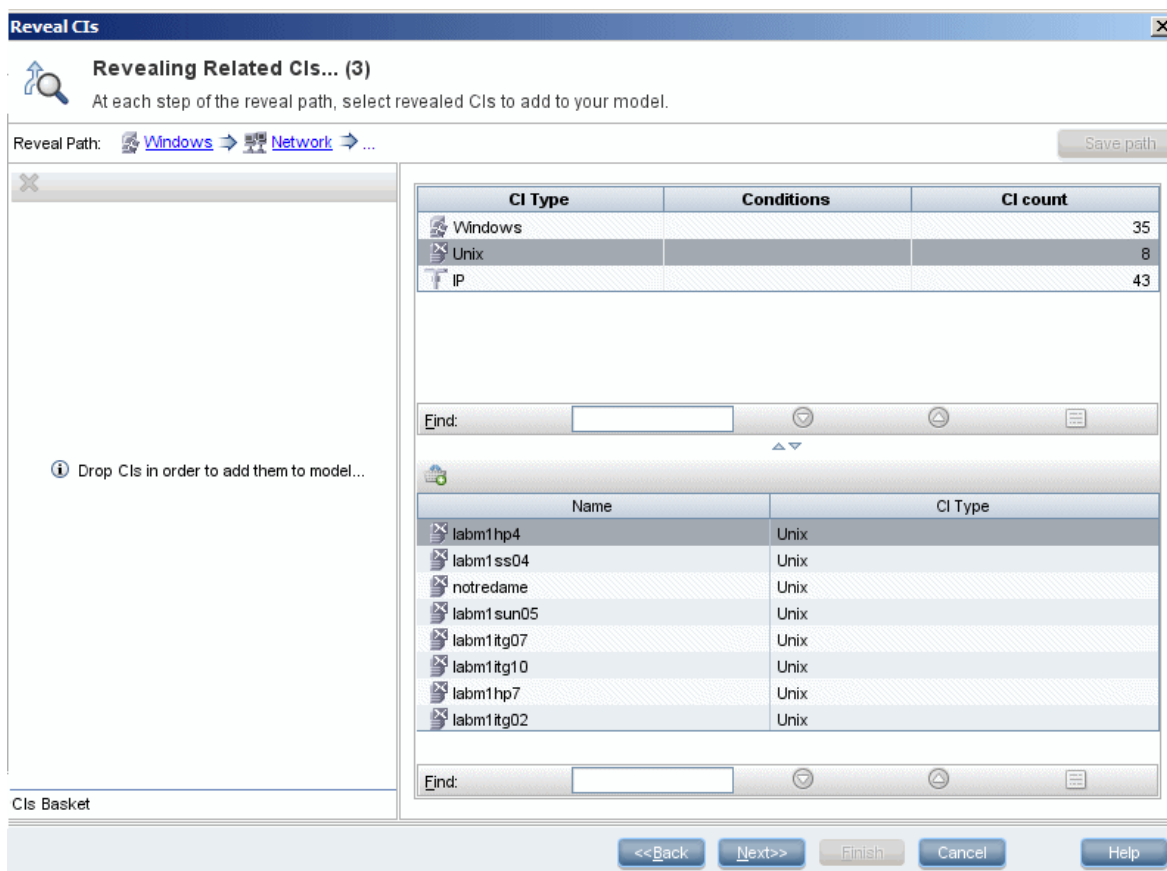 Reveal CIs
Revealing Related CIs... (3)
At each step of the reveal path, select revealed CIs to add to your model.
Reveal Path: Windows Network ... Save path
CI Type Conditions CI count
Windows 35
Unix 8
IP 43
Find:
Drop CIs in order to add them to model...
Name CI Type
labm1hp4 Unix
labm1ss04 Unix
notredame Unix
labm1sun05 Unix
labm1itg07 Unix
labm1itg10 Unix
labm1hp7 Unix
labm1itg02 Unix
Find:
CIs Basket
<<Back Next>> Finish Cancel Help